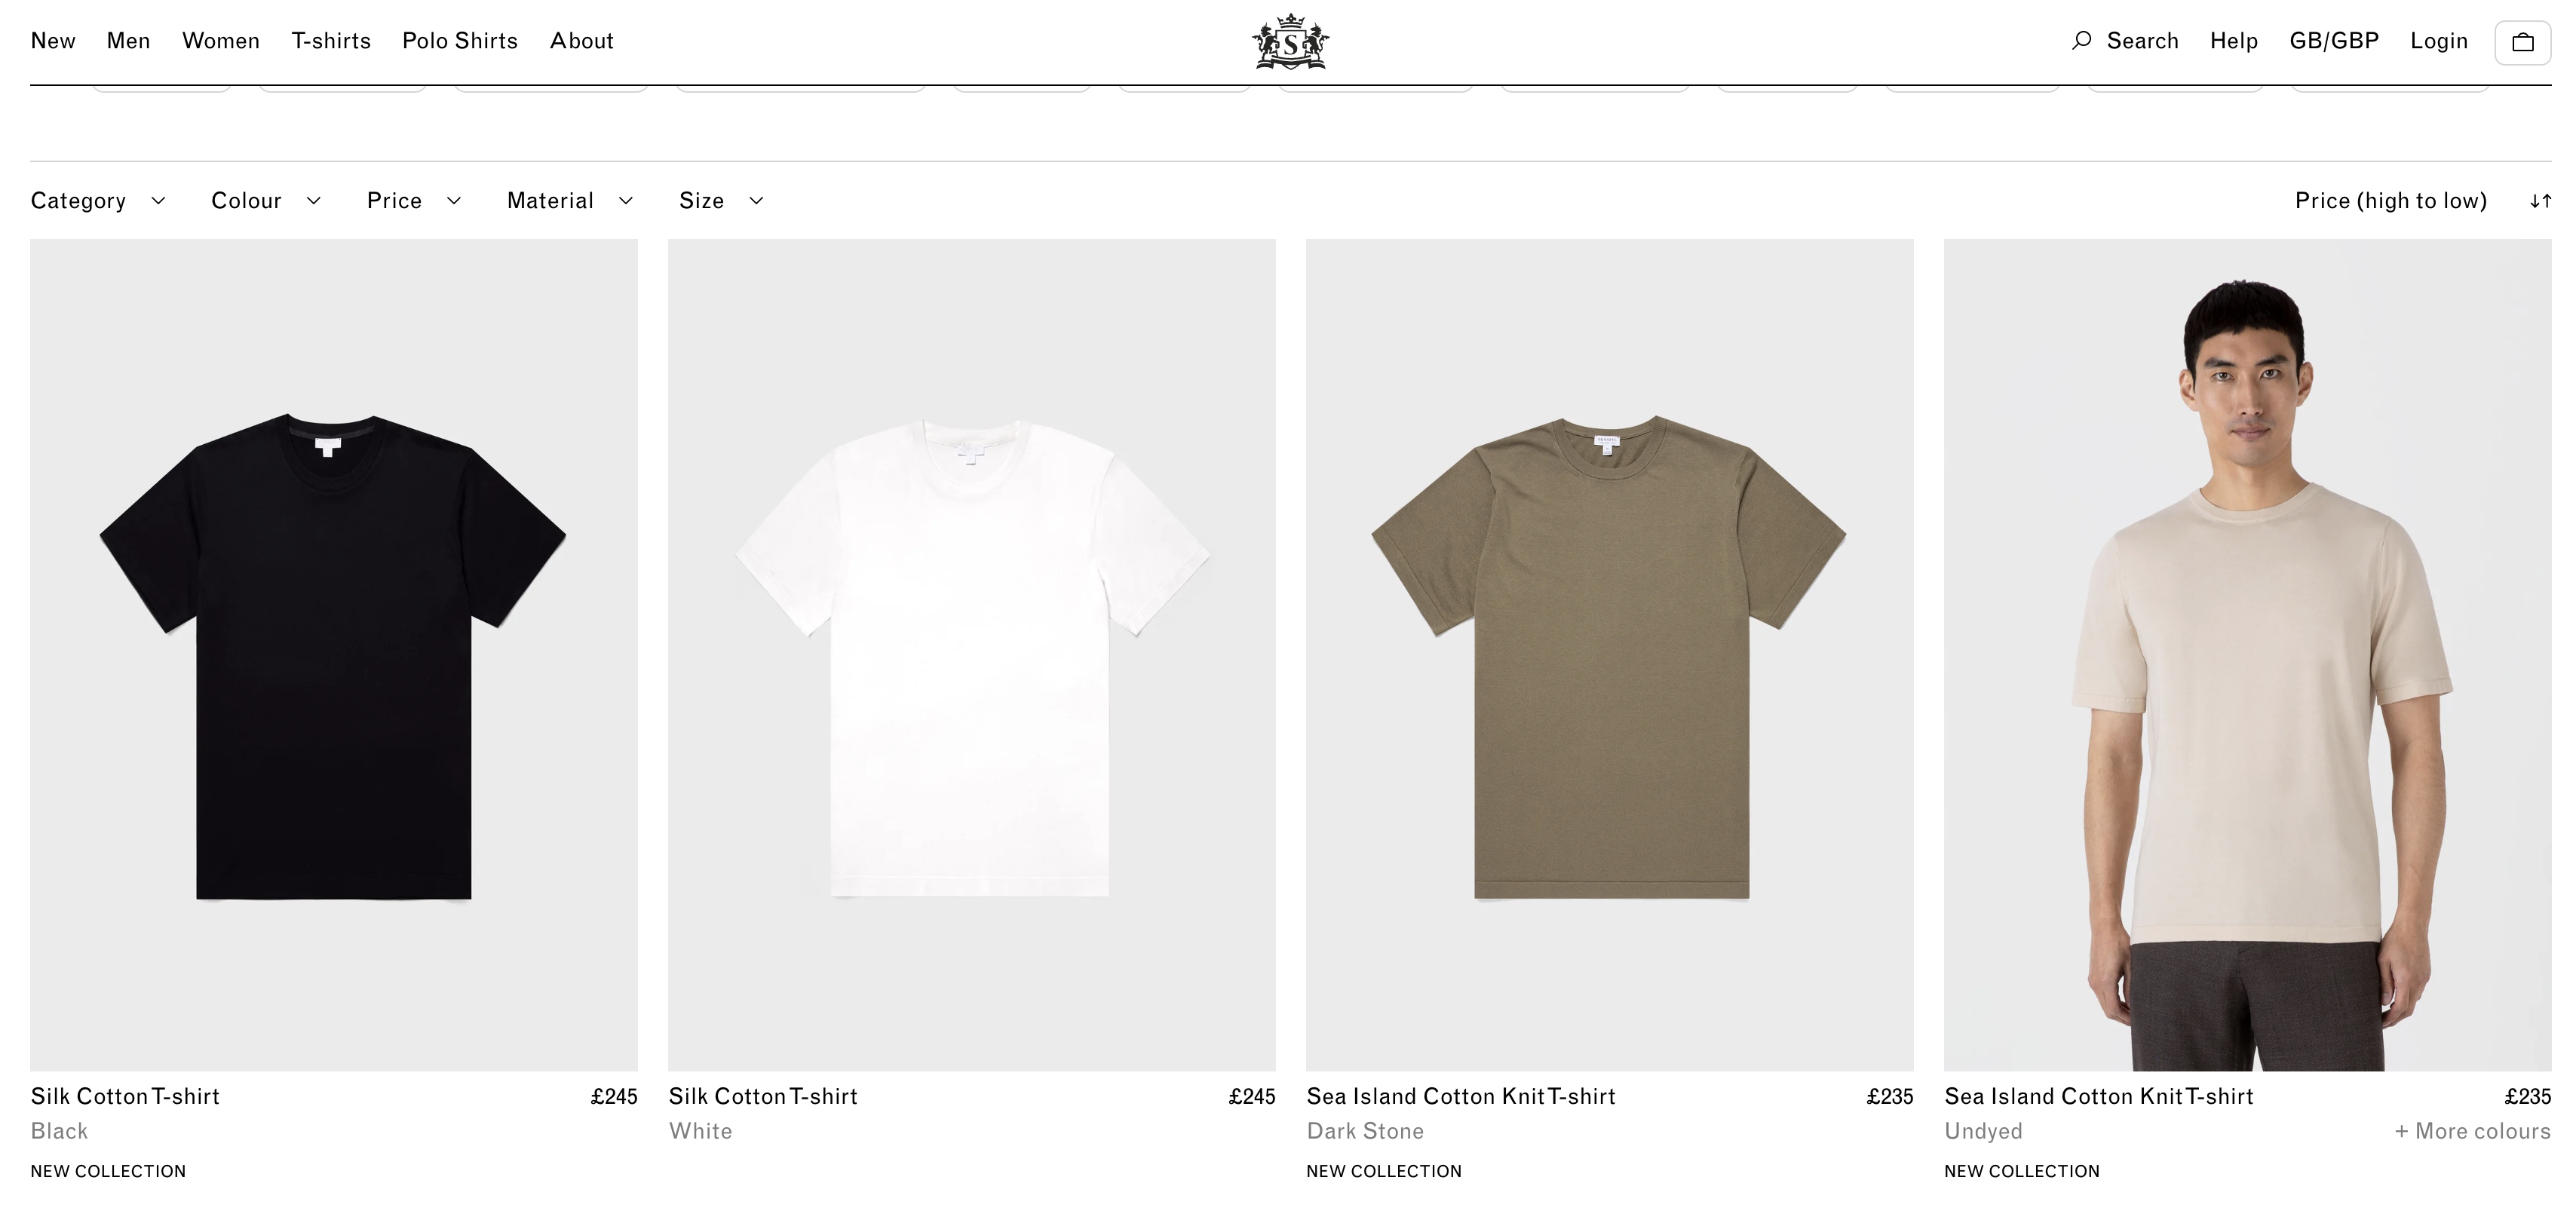 New Men Women T-shirts Polo Shirts About
S
Search Help GB/GBP Login
Category Colour Price Material Size
Price (high to low)
Silk Cotton T-shirt £245
Black
NEW COLLECTION
Silk Cotton T-shirt £245
White
Sea Island Cotton Knit T-shirt £235
Dark Stone
NEW COLLECTION
Sea Island Cotton Knit T-shirt £235
Undyed + More colours
NEW COLLECTION